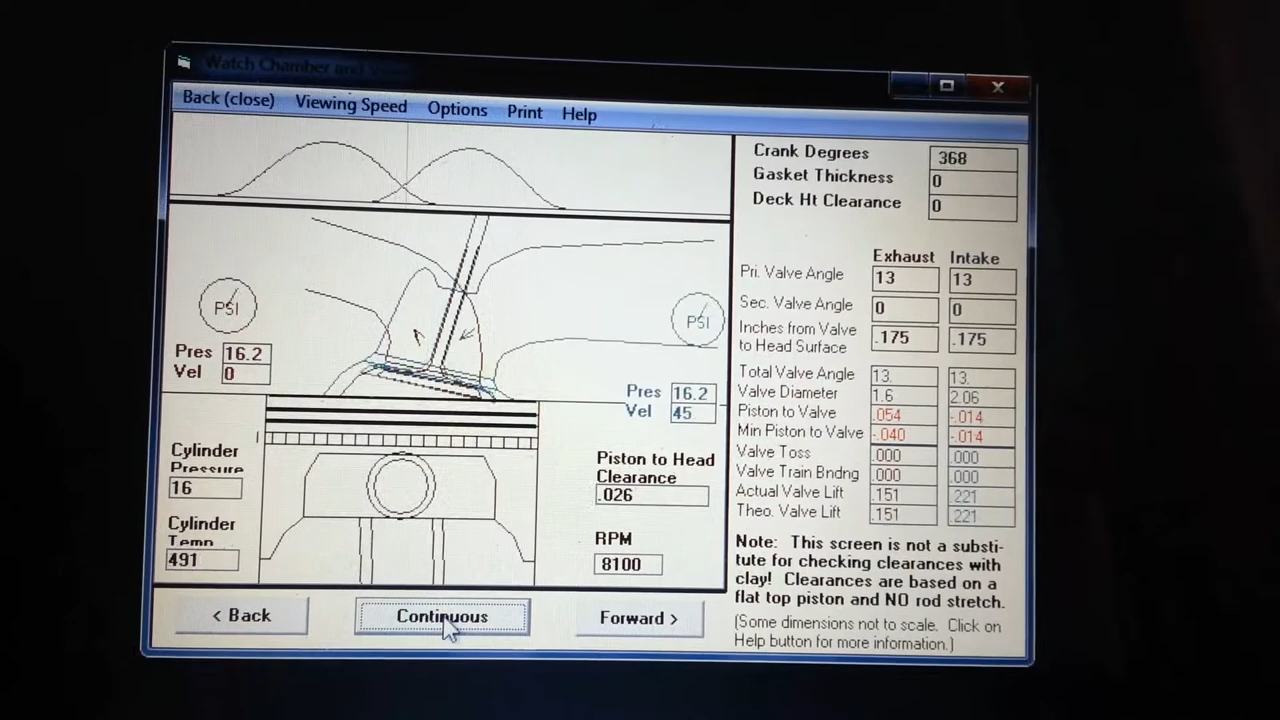 Watch Chamber and
Back (close) Viewing Speed Options Print Help
Crank Degrees 368
Gasket Thickness 0
Deck Ht Clearance 0
Exhaust Intake
Pri. Valve Angle 13 13
Sec. Valve Angle 0 0
Inches from Valve
to Head Surface .175 .175
Total Valve Angle 13. 13.
Valve Diameter 1.6 2.06
Piston to Valve .054 -.014
Min Piston to Valve -.040 -.014
Valve Toss .000 .000
Valve Train Bndng .000 .000
Actual Valve Lift .151 .221
Theo. Valve Lift .151 .221
PSI
PSI
Pres 16.2
Vel 0
Pres 16.2
Vel 45
Cylinder
Pressure
16
Cylinder
Temp
491
Piston to Head
Clearance
.026
RPM
8100
Note: This screen is not a substi-
tute for checking clearances with
clay! Clearances are based on a
flat top piston and NO rod stretch.
(Some dimensions not to scale. Click on
Help button for more information.)
< Back Continuous Forward >